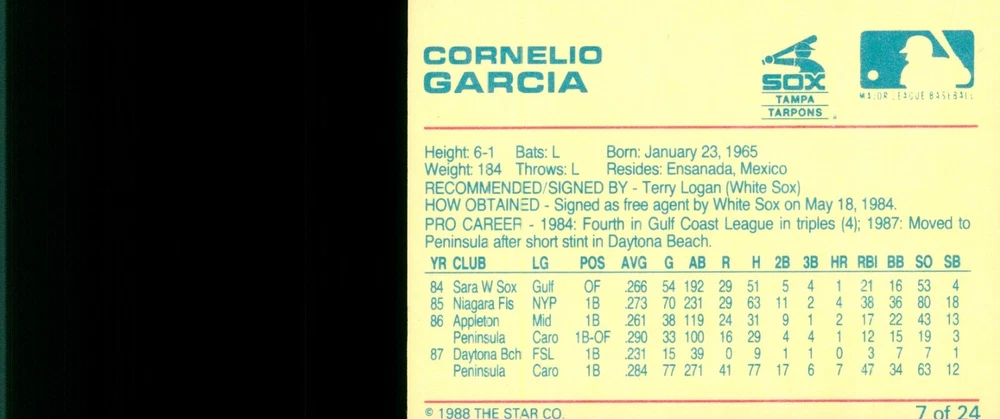 CORNELIO
GARCIA
SOX
TAMPA
TARPONS
MAJOR LEAGUE BASEBALL
Height: 6-1 Bats: L Born: January 23, 1965
Weight: 184 Throws: L Resides: Ensanada, Mexico
RECOMMENDED/SIGNED BY - Terry Logan (White Sox)
HOW OBTAINED - Signed as free agent by White Sox on May 18, 1984.
PRO CAREER - 1984: Fourth in Gulf Coast League in triples (4); 1987: Moved to
Peninsula after short stint in Daytona Beach.
YR CLUB LG POS AVG G AB R H 2B 3B HR RBI BB SO SB
84 Sara W Sox Gulf OF .266 54 192 29 51 5 4 1 21 16 53 4
85 Niagara Fls NYP 1B .273 70 231 29 63 11 2 4 38 36 80 18
86 Appleton Mid 1B .261 38 119 24 31 9 1 2 17 22 43 13
Peninsula Caro 1B-OF .290 33 100 16 29 4 4 1 12 15 19 3
87 Daytona Bch FSL 1B .231 15 39 0 9 1 1 0 3 7 7 1
Peninsula Caro 1B .284 77 271 41 77 17 6 7 47 34 63 12
© 1988 THE STAR CO. 7 of 24